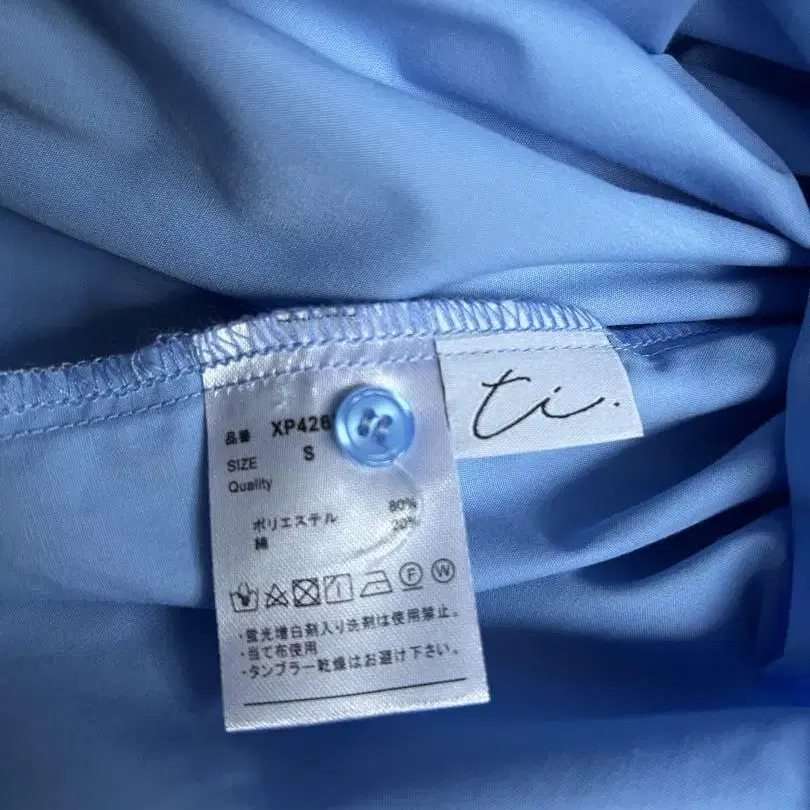 品番 XP426
SIZE S
Quality
ポリエステル 80%
綿 20%
F W
・蛍光増白剤入り洗剤は使用禁止。
・当て布使用
・タンブラー乾燥はお避け下さい。
ti.